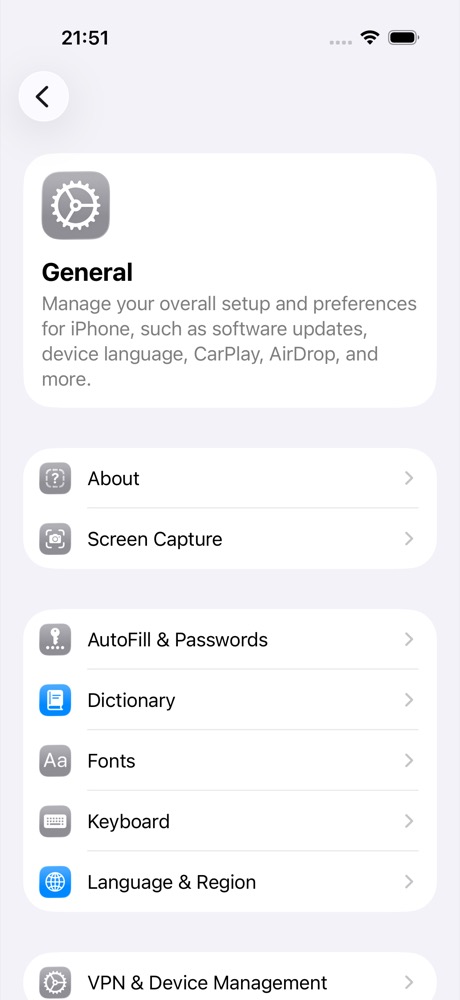 21:51
General
Manage your overall setup and preferences
for iPhone, such as software updates,
device language, CarPlay, AirDrop, and
more.
About
Screen Capture
AutoFill & Passwords
Dictionary
Aa
Fonts
Keyboard
Language & Region
VPN & Device Management